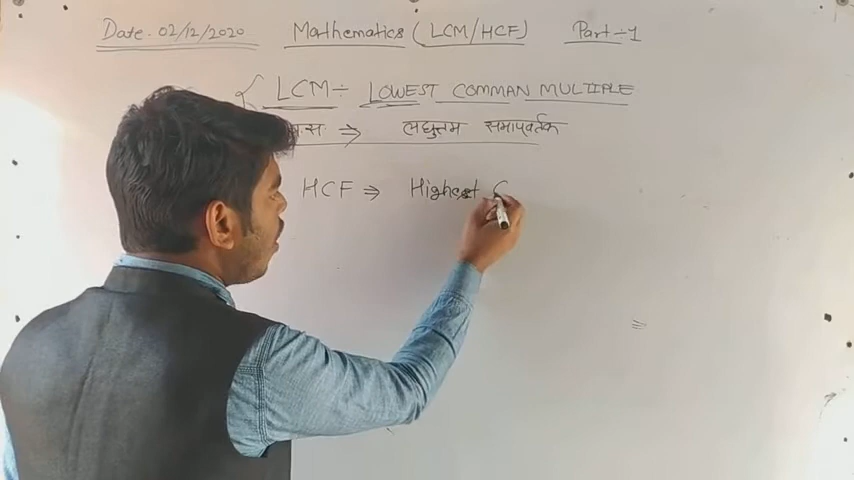 Date. 02/12/2020 Mathematics (LCM/HCF) Part-1
LCM÷ LOWEST COMMAN MULTIPLE
स. ⇒ लघुत्तम समापवर्तक
HCF ⇒ Highest C